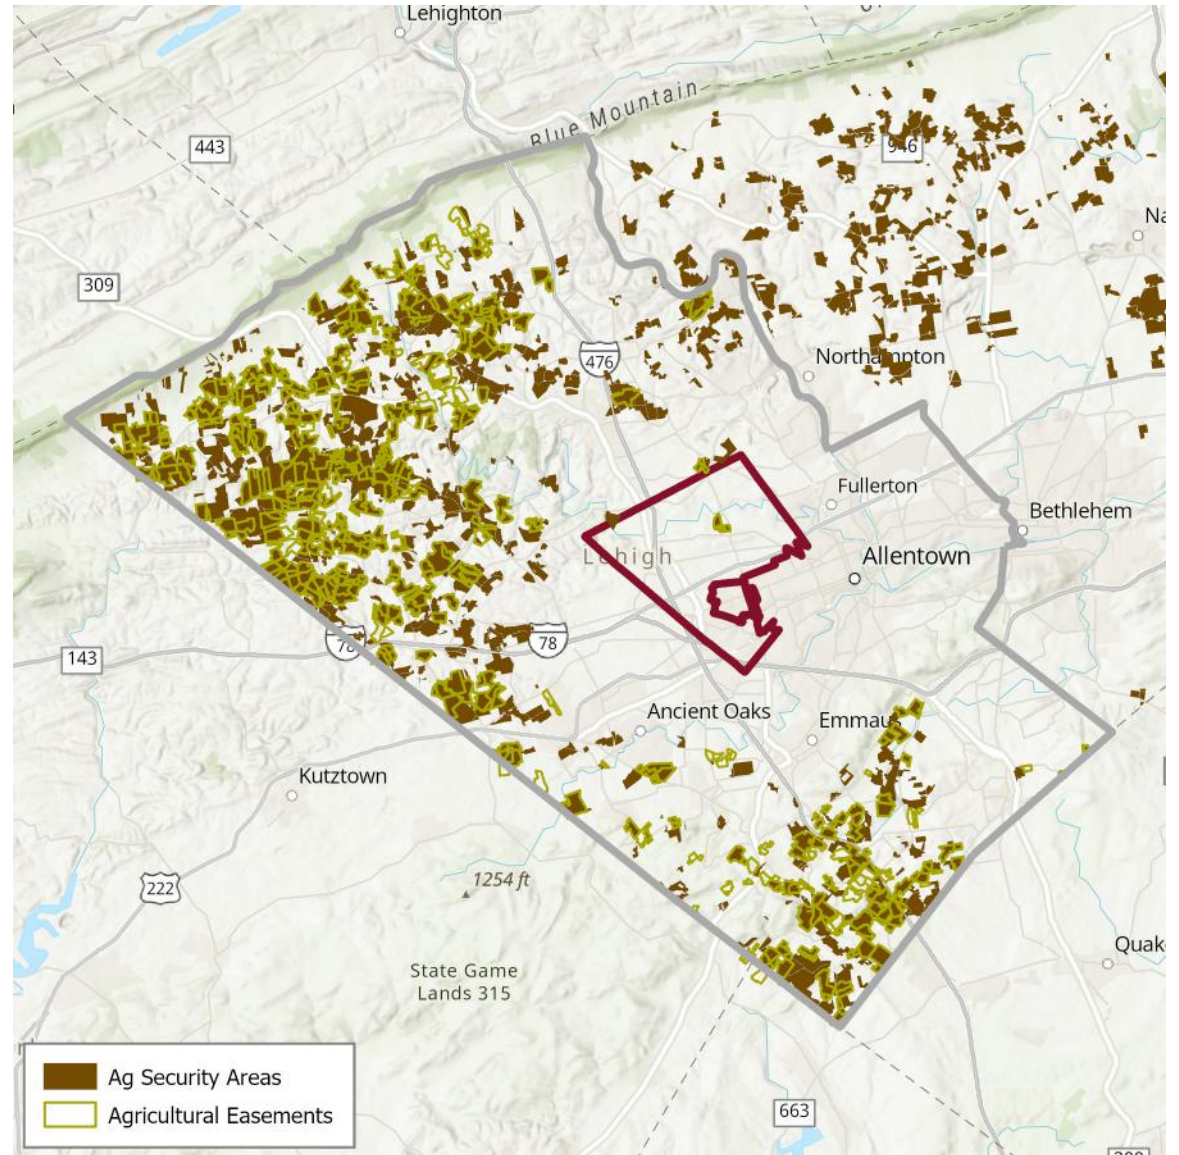 Lehighton
Blue Mountain
443
946
Na
309
476
Northampton
Fullerton
Bethlehem
Lehigh
Allentown
143
78
78
Ancient Oaks
Emmaus
Kutztown
222
1254 ft
Quak
State Game
Lands 315
Ag Security Areas
Agricultural Easements
663